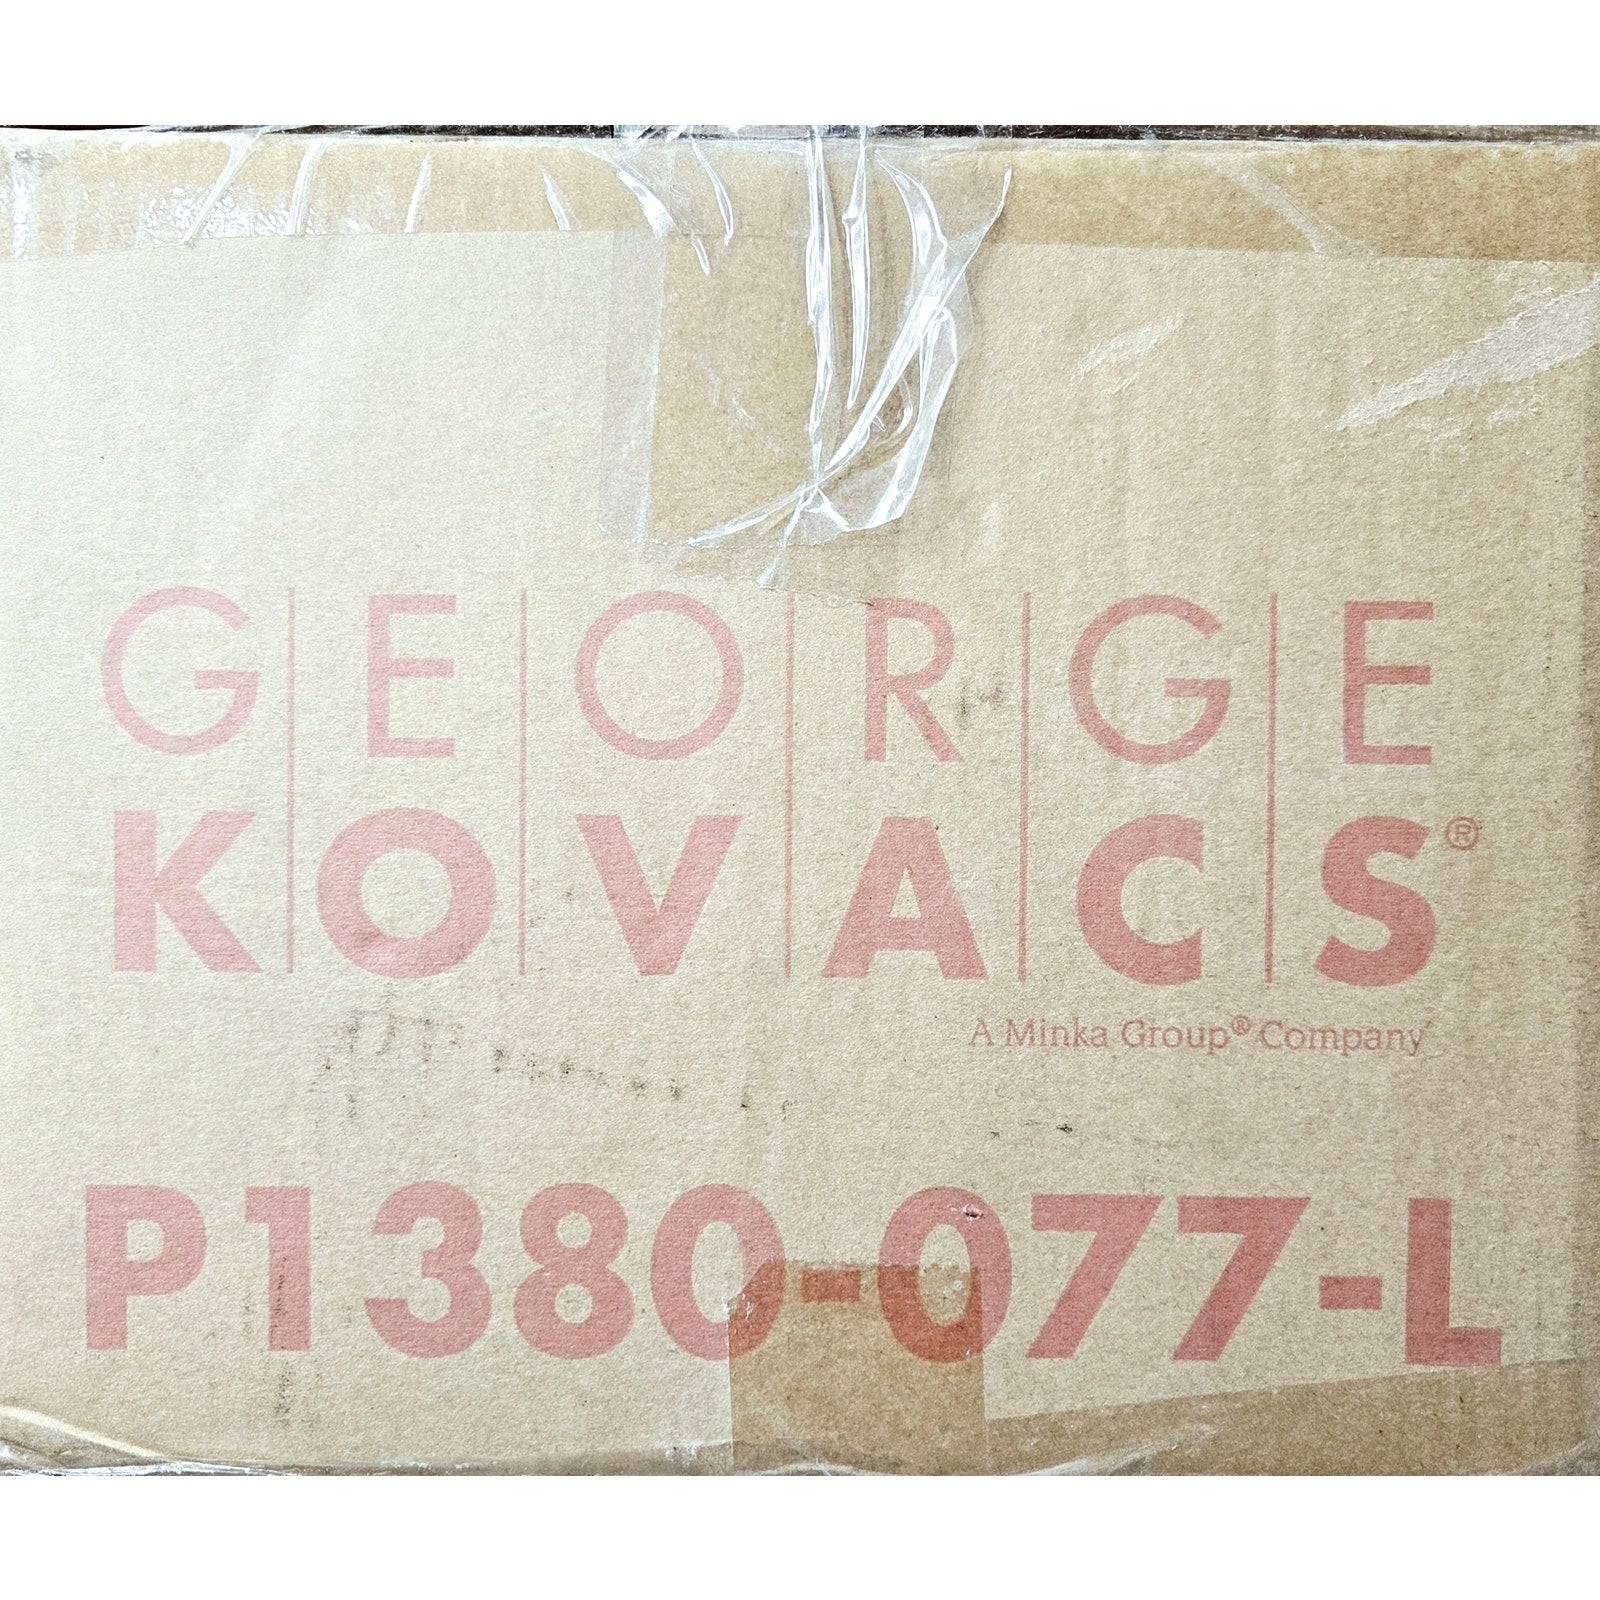 GEORGE
KOVACS®
A Minka Group® Company
P1380-077-L